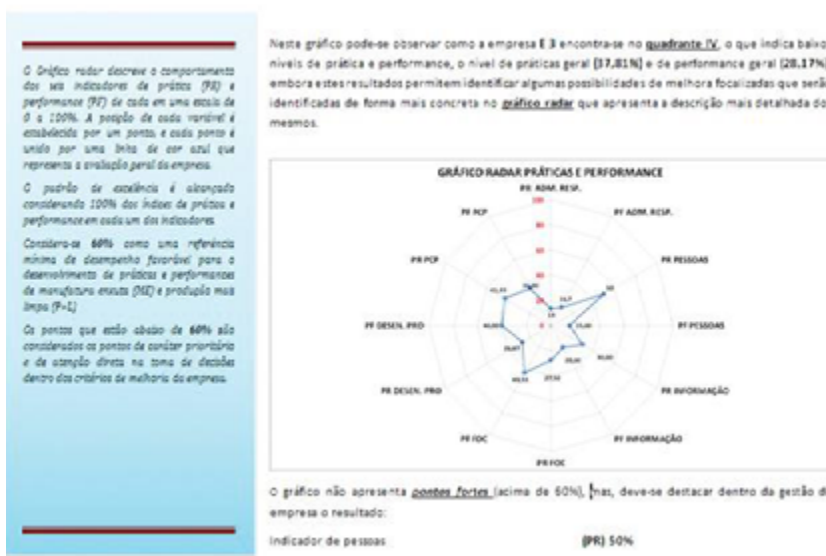 O Gráfico radar descreve o comportamento
dos seis indicadores de prática (PR) e
performance (PF) de cada em uma escala de
0 a 100%. A posição de cada variável é
estabelecida por um ponto, e cada ponto é
unido por uma linha de cor azul que
representa a avaliação geral da empresa.
O padrão de excelência é alcançado
considerando 100% dos índices de prática e
performance em cada um dos indicadores.
Considera-se 60% como uma referência
mínima de desempenho favorável para o
desenvolvimento de práticas e performances
de manufatura enxuta (ME) e produção mais
limpa (P+L)
Os pontos que estão abaixo de 60% são
considerados os pontos de caráter prioritário
e de atenção direta na toma de decisões
dentro dos critérios de melhoria da empresa.
Neste gráfico pode-se observar como a empresa E 3 encontra-se no quadrante IV, o que indica baixo
níveis de prática e performance, o nível de práticas geral (37,81%) e de performance geral (28,17%)
embora estes resultados permitem identificar algumas possibilidades de melhora focalizadas que serão
identificadas de forma mais concreta no gráfico radar que apresenta a descrição mais detalhada do
mesmos.
GRÁFICO RADAR PRÁTICAS E PERFORMANCE
PR ADM. RESP.
PF ADM. RESP.
PR PESSOAS
PF PESSOAS
PR INFORMAÇÃO
PF INFORMAÇÃO
PR FOC
PF FOC
PR DESEN. PRO
PF DESEN. PRO
PR PCP
PF PCP
100
80
60
40
20
0
50
O gráfico não apresenta pontos fortes (acima de 60%), mas, deve-se destacar dentro da gestão d
empresa o resultado:
Indicador de pessoas (PR) 50%